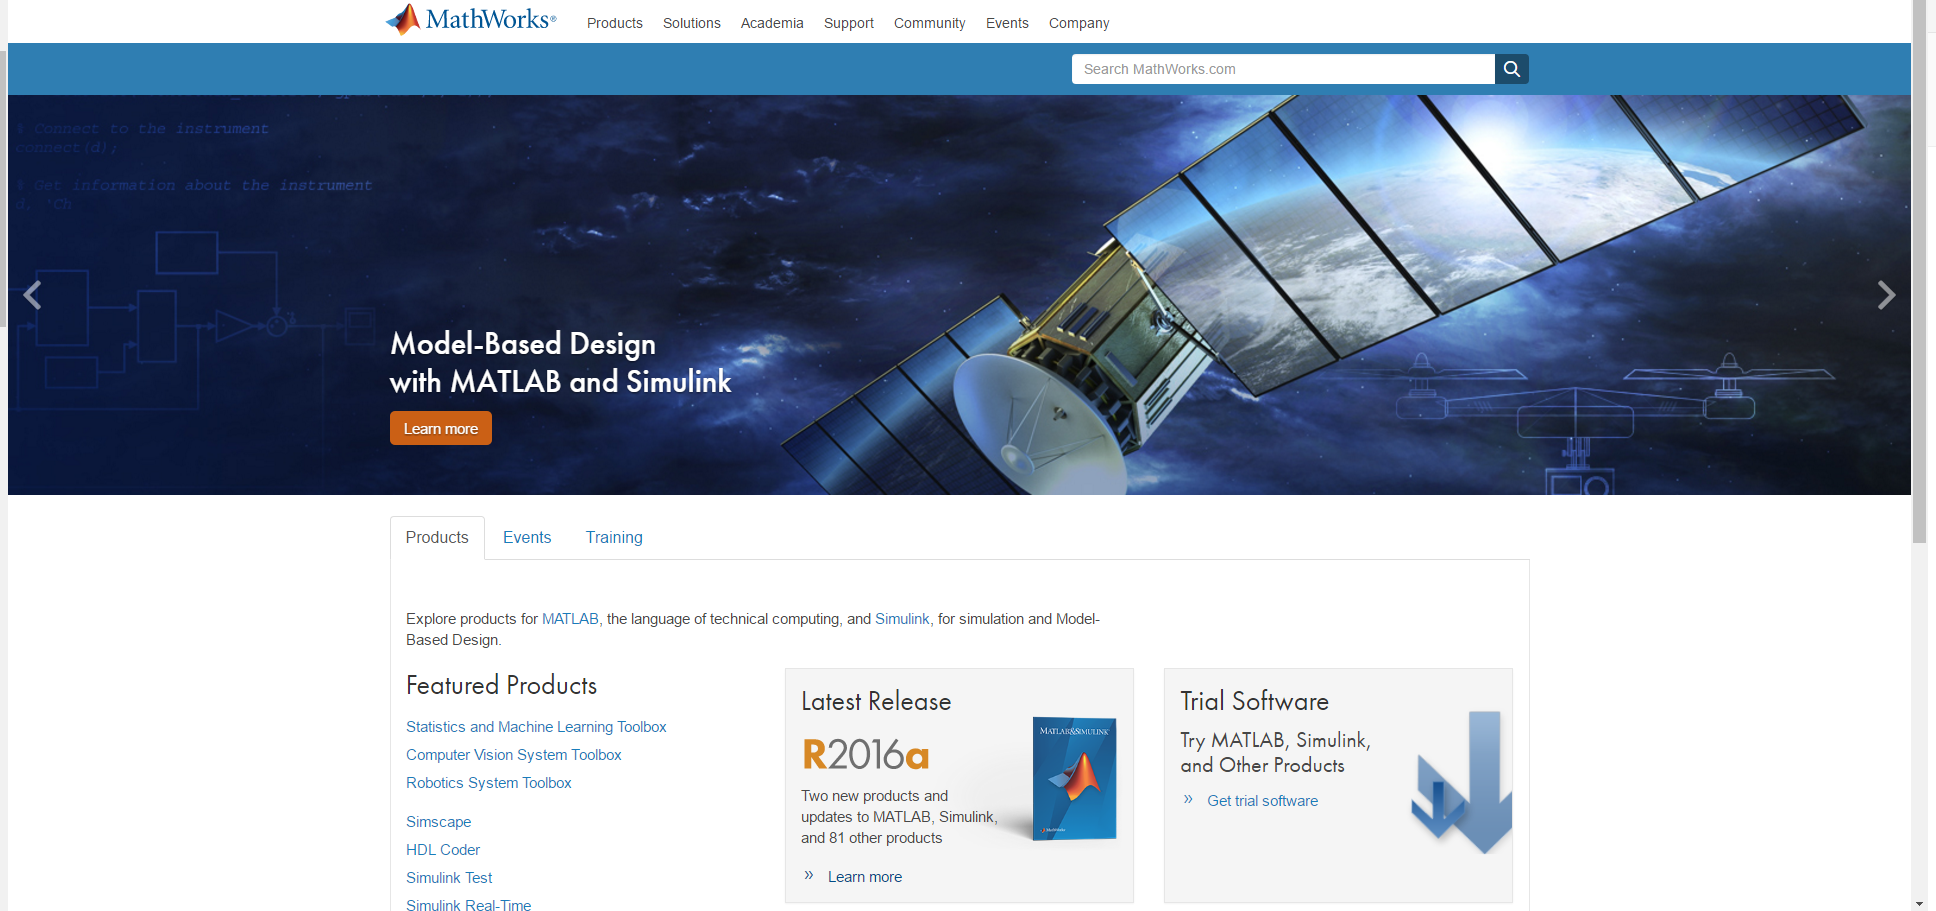 MathWorks®
Products Solutions Academia Support Community Events Company
Search MathWorks.com
% Connect to the instrument
connect(d);
% Get information about the instrument
d, 'Ch
Model-Based Design
with MATLAB and Simulink
Learn more
Products Events Training
Explore products for MATLAB, the language of technical computing, and Simulink, for simulation and Model-
Based Design.
Featured Products
Statistics and Machine Learning Toolbox
Computer Vision System Toolbox
Robotics System Toolbox
Simscape
HDL Coder
Simulink Test
Simulink Real-Time
Latest Release
R2016a
Two new products and
updates to MATLAB, Simulink,
and 81 other products
» Learn more
MATLAB&SIMULINK
Trial Software
Try MATLAB, Simulink,
and Other Products
» Get trial software